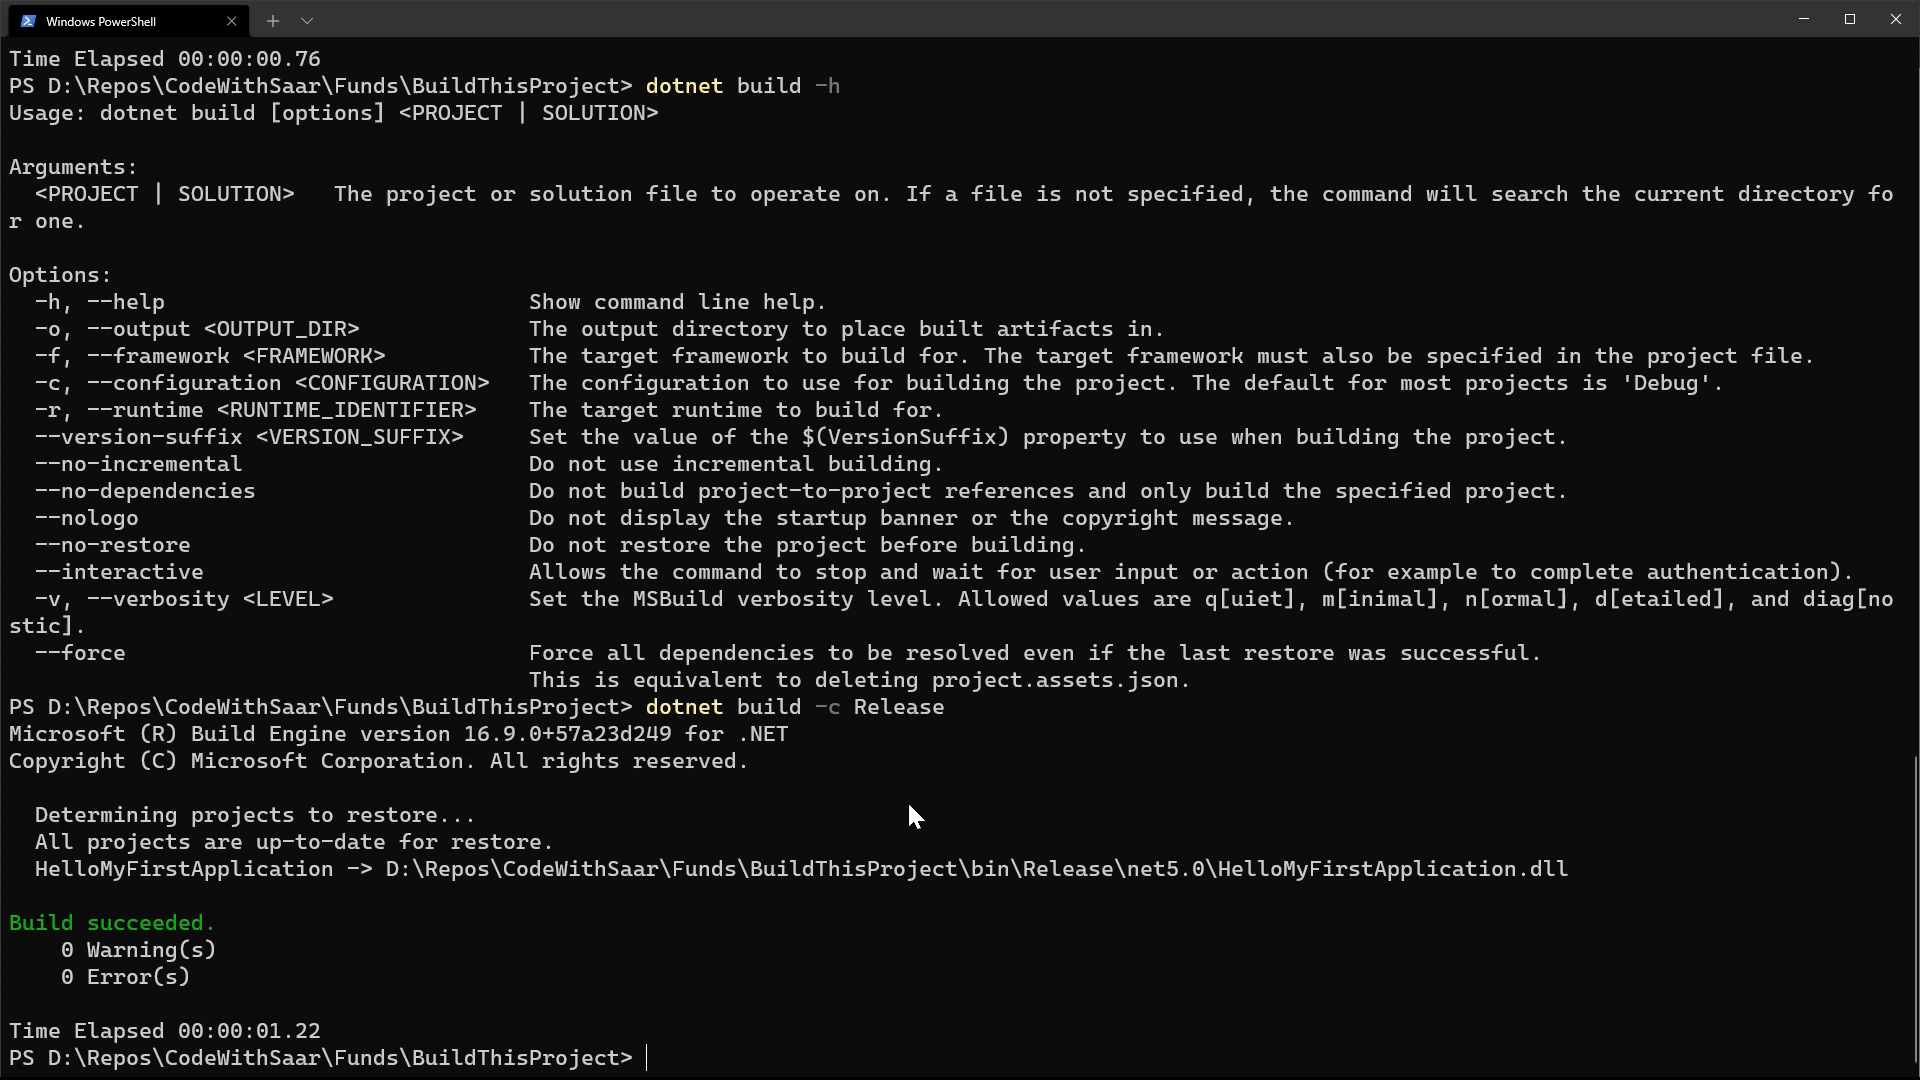 Windows PowerShell
Time Elapsed 00:00:00.76
PS D:\Repos\CodeWithSaar\Funds\BuildThisProject> dotnet build -h
Usage: dotnet build [options] <PROJECT | SOLUTION>
Arguments:
<PROJECT | SOLUTION>   The project or solution file to operate on. If a file is not specified, the command will search the current directory fo
r one.
Options:
-h, --help                            Show command line help.
-o, --output <OUTPUT_DIR>             The output directory to place built artifacts in.
-f, --framework <FRAMEWORK>           The target framework to build for. The target framework must also be specified in the project file.
-c, --configuration <CONFIGURATION>   The configuration to use for building the project. The default for most projects is 'Debug'.
-r, --runtime <RUNTIME_IDENTIFIER>    The target runtime to build for.
--version-suffix <VERSION_SUFFIX>     Set the value of the $(VersionSuffix) property to use when building the project.
--no-incremental                      Do not use incremental building.
--no-dependencies                     Do not build project-to-project references and only build the specified project.
--nologo                              Do not display the startup banner or the copyright message.
--no-restore                          Do not restore the project before building.
--interactive                         Allows the command to stop and wait for user input or action (for example to complete authentication).
-v, --verbosity <LEVEL>               Set the MSBuild verbosity level. Allowed values are q[uiet], m[inimal], n[ormal], d[etailed], and diag[no
stic].
--force                               Force all dependencies to be resolved even if the last restore was successful.
This is equivalent to deleting project.assets.json.
PS D:\Repos\CodeWithSaar\Funds\BuildThisProject> dotnet build -c Release
Microsoft (R) Build Engine version 16.9.0+57a23d249 for .NET
Copyright (C) Microsoft Corporation. All rights reserved.
Determining projects to restore...
All projects are up-to-date for restore.
HelloMyFirstApplication -> D:\Repos\CodeWithSaar\Funds\BuildThisProject\bin\Release\net5.0\HelloMyFirstApplication.dll
Build succeeded.
0 Warning(s)
0 Error(s)
Time Elapsed 00:00:01.22
PS D:\Repos\CodeWithSaar\Funds\BuildThisProject>